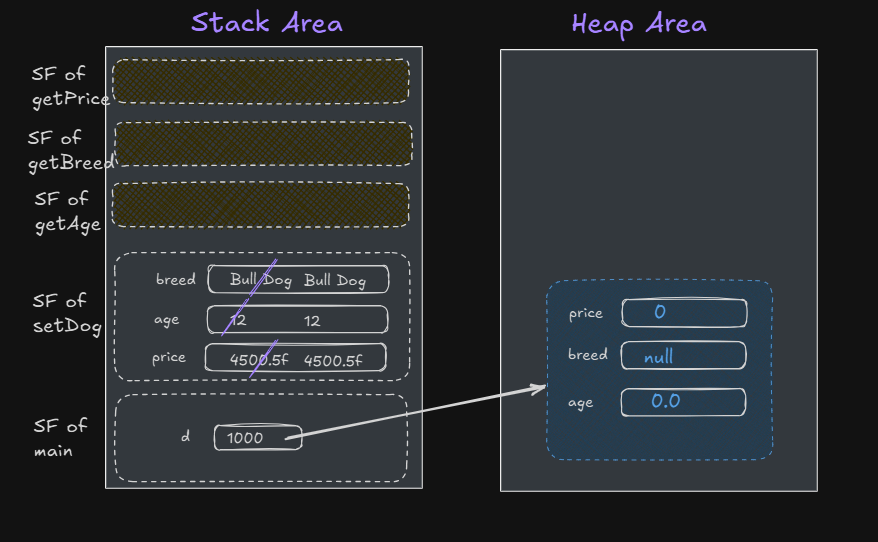 Stack Area
Heap Area
SF of
getPrice
SF of
getBreed
SF of
getAge
SF of
setDog
breed Bull Dog Bull Dog
age 12 12
price 4500.5f 4500.5f
SF of
main
d 1000
price 0
breed null
age 0.0